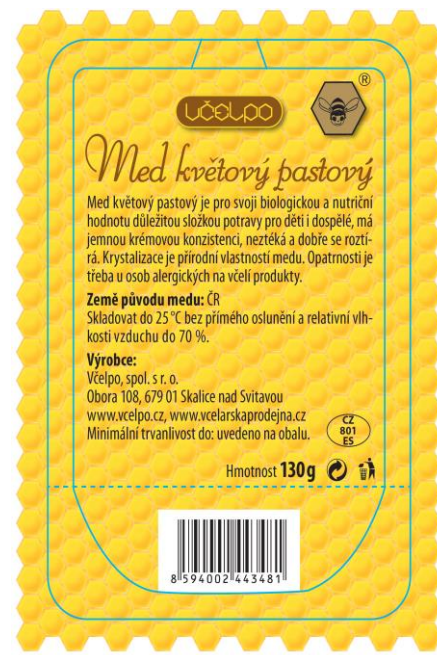 ®
včelpo
Med květový pastový
Med květový pastový je pro svoji biologickou a nutriční
hodnotu důležitou složkou potravy pro děti i dospělé, má
jemnou krémovou konzistenci, neztéká a dobře se roztí-
rá. Krystalizace je přírodní vlastností medu. Opatrnosti je
třeba u osob alergických na včelí produkty.
Země původu medu: ČR
Skladovat do 25 °C bez přímého oslunění a relativní vlh-
kosti vzduchu do 70 %.
Výrobce:
Včelpo, spol. s r. o.
Obora 108, 679 01 Skalice nad Svitavou
www.vcelpo.cz, www.vcelarskaprodejna.cz
Minimální trvanlivost do: uvedeno na obalu.
CZ
801
ES
Hmotnost 130 g
8 594002 443481